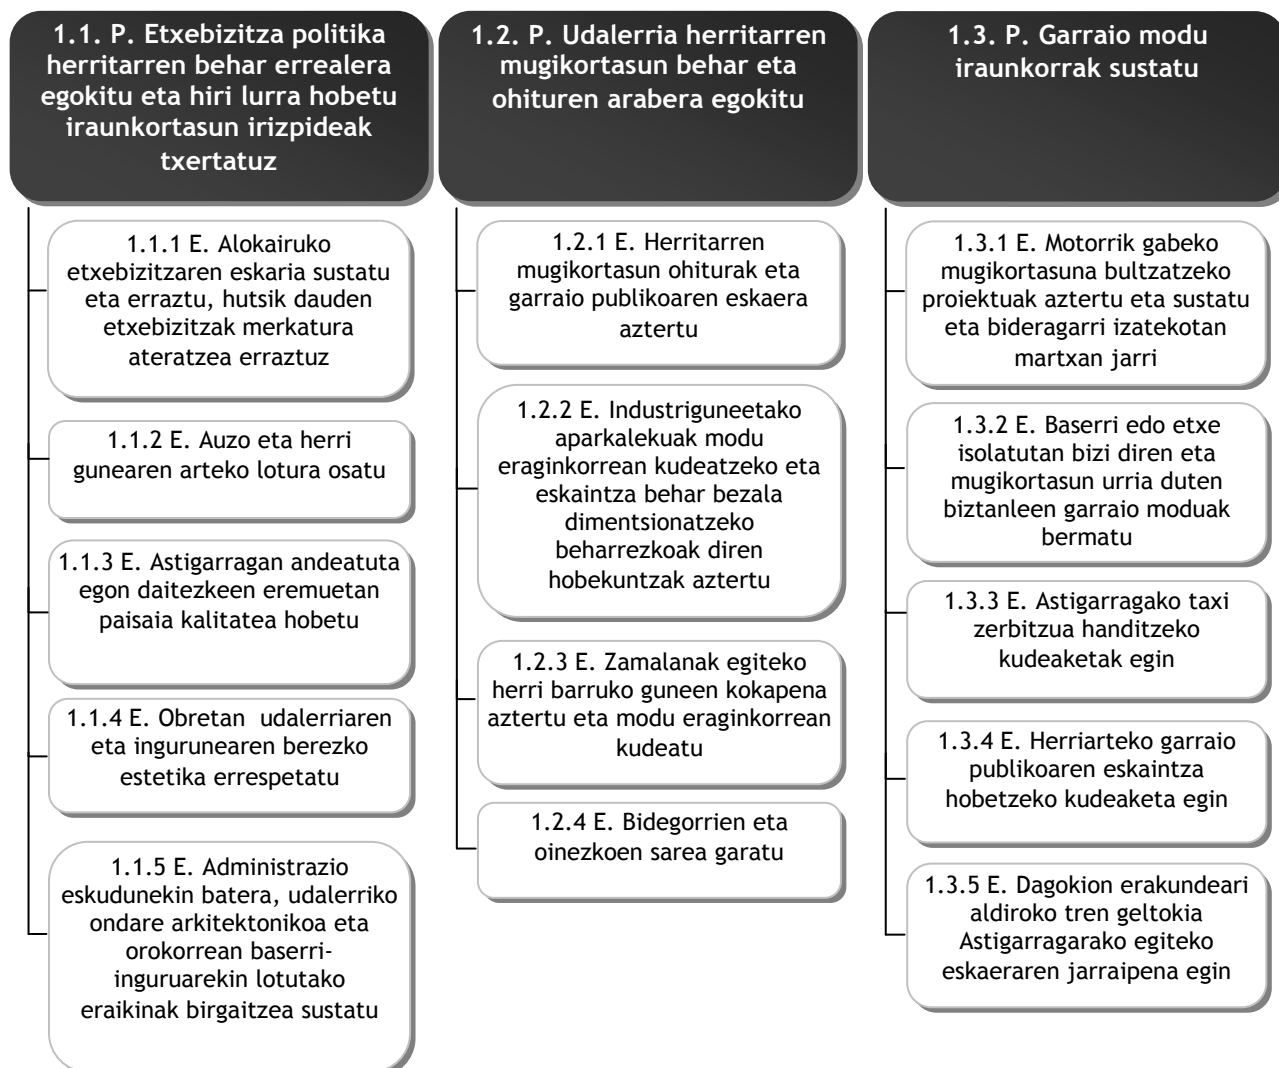 1.1. P. Etxebizitza politika
herritarren behar errealera
egokitu eta hiri lurra hobetu
iraunkortasun irizpideak
txertatuz
1.1.1 E. Alokairuko
etxebizitzaren eskaria sustatu
eta erraztu, hutsik dauden
etxebizitzak merkatura
ateratzea erraztuz
1.1.2 E. Auzo eta herri
gunearen arteko lotura osatu
1.1.3 E. Astigarragan andeatuta
egon daitezkeen eremuetan
paisaia kalitatea hobetu
1.1.4 E. Obretan  udalerriaren
eta ingurunearen berezko
estetika errespetatu
1.1.5 E. Administrazio
eskudunekin batera, udalerriko
ondare arkitektonikoa eta
orokorrean baserri-
inguruarekin lotutako
eraikinak birgaitzea sustatu
1.2. P. Udalerria herritarren
mugikortasun behar eta
ohituren arabera egokitu
1.2.1 E. Herritarren
mugikortasun ohiturak eta
garraio publikoaren eskaera
aztertu
1.2.2 E. Industriguneetako
aparkalekuak modu
eraginkorrean kudeatzeko eta
eskaintza behar bezala
dimentsionatzeko
beharrezkoak diren
hobekuntzak aztertu
1.2.3 E. Zamalanak egiteko
herri barruko guneen kokapena
aztertu eta modu eraginkorrean
kudeatu
1.2.4 E. Bidegorrien eta
oinezkoen sarea garatu
1.3. P. Garraio modu
iraunkorrak sustatu
1.3.1 E. Motorrik gabeko
mugikortasuna bultzatzeko
proiektuak aztertu eta sustatu
eta bideragarri izatekotan
martxan jarri
1.3.2 E. Baserri edo etxe
isolatutan bizi diren eta
mugikortasun urria duten
biztanleen garraio moduak
bermatu
1.3.3 E. Astigarragako taxi
zerbitzua handitzeko
kudeaketak egin
1.3.4 E. Herriarteko garraio
publikoaren eskaintza
hobetzeko kudeaketa egin
1.3.5 E. Dagokion erakundeari
aldiroko tren geltokia
Astigarragarako egiteko
eskaeraren jarraipena egin